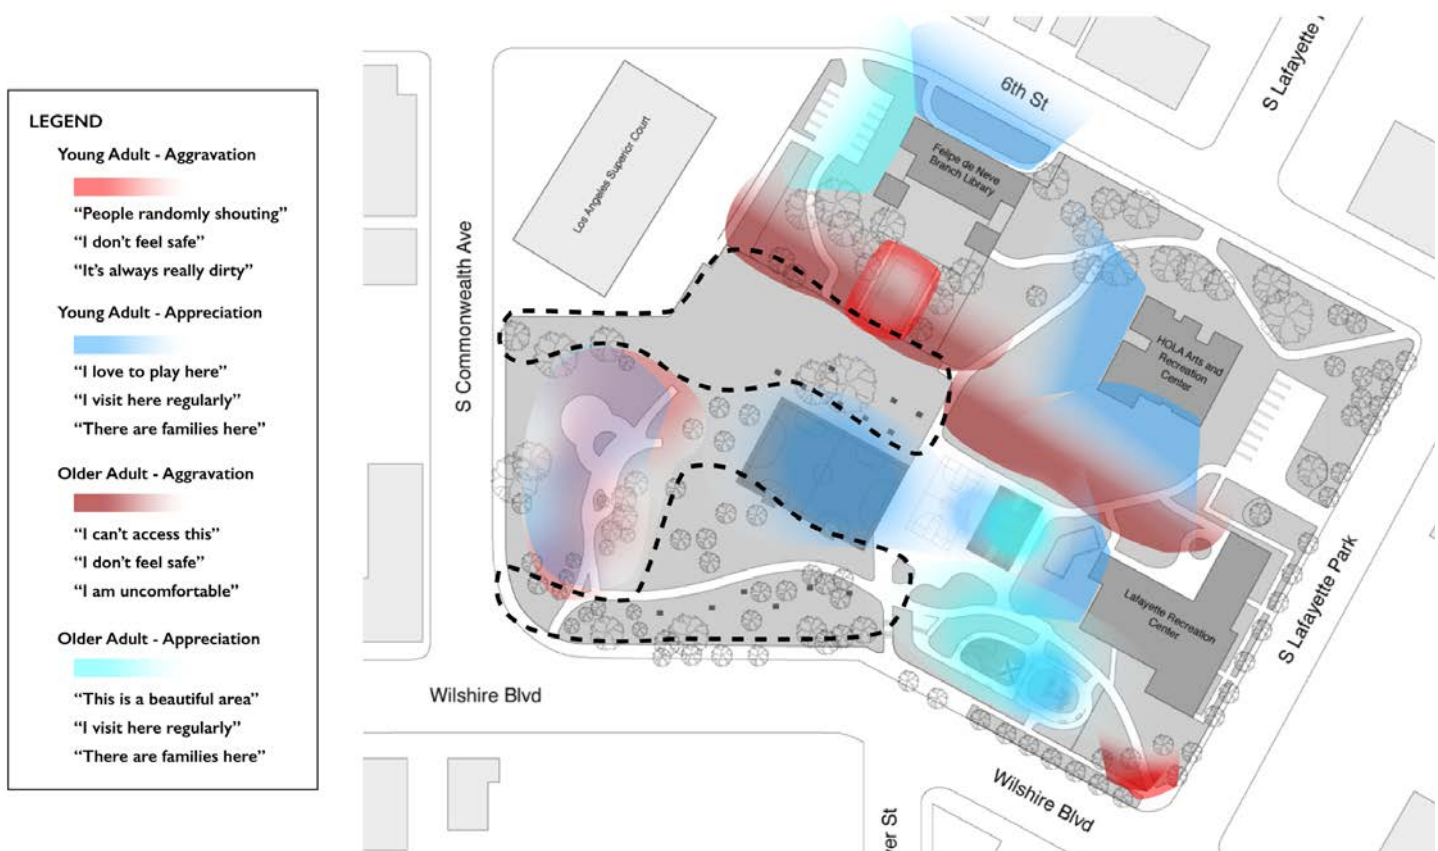 LEGEND
Young Adult - Aggravation
“People randomly shouting”
“I don’t feel safe”
“It’s always really dirty”
Young Adult - Appreciation
“I love to play here”
“I visit here regularly”
“There are families here”
Older Adult - Aggravation
“I can’t access this”
“I don’t feel safe”
“I am uncomfortable”
Older Adult - Appreciation
“This is a beautiful area”
“I visit here regularly”
“There are families here”
S Commonwealth Ave
Los Angeles Superior Court
6th St
S Lafayette
Felipe de Neve
Branch Library
HOLA Arts and
Recreation
Center
Lafayette Recreation
Center
S Lafayette Park
Wilshire Blvd
Wilshire Blvd
er St